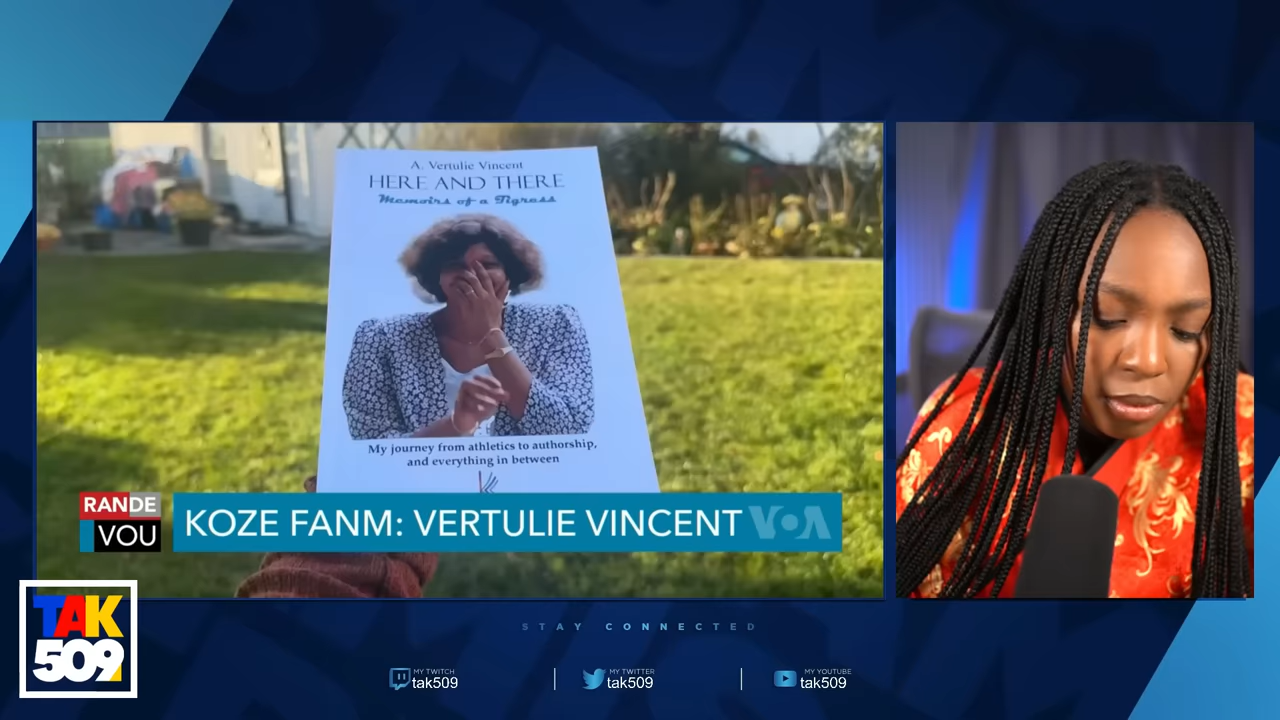 A. Vertulie Vincent
HERE AND THERE
Memoirs of a Tigress
My journey from athletics to authorship,
and everything in between
RANDE
VOU
KOZE FANM: VERTULIE VINCENT
VOA
TAK
509
STAY CONNECTED
MY TWITCH
tak509
MY TWITTER
tak509
MY YOUTUBE
tak509